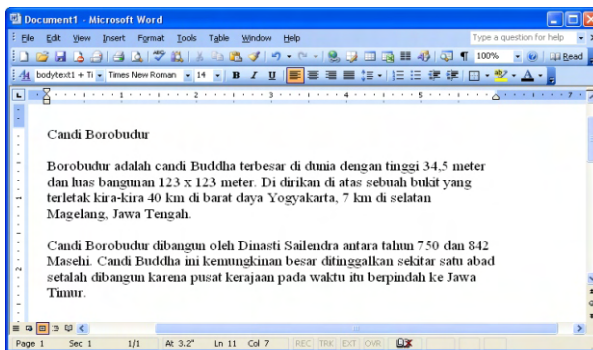 Document1 - Microsoft Word
File Edit View Insert Format Tools Table Window Help Type a question for help
100% Read
bodytext1 + Ti Times New Roman 14 B I U
1 2 3 4 5 7
Candi Borobudur
Borobudur adalah candi Buddha terbesar di dunia dengan tinggi 34,5 meter
dan luas bangunan 123 x 123 meter. Di dirikan di atas sebuah bukit yang
terletak kira-kira 40 km di barat daya Yogyakarta, 7 km di selatan
Magelang, Jawa Tengah.
Candi Borobudur dibangun oleh Dinasti Sailendra antara tahun 750 dan 842
Masehi. Candi Buddha ini kemungkinan besar ditinggalkan sekitar satu abad
setalah dibangun karena pusat kerajaan pada waktu itu berpindah ke Jawa
Timur.
Page 1 Sec 1 1/1 At 3.2" Ln 11 Col 7 REC TRK EXT OVR